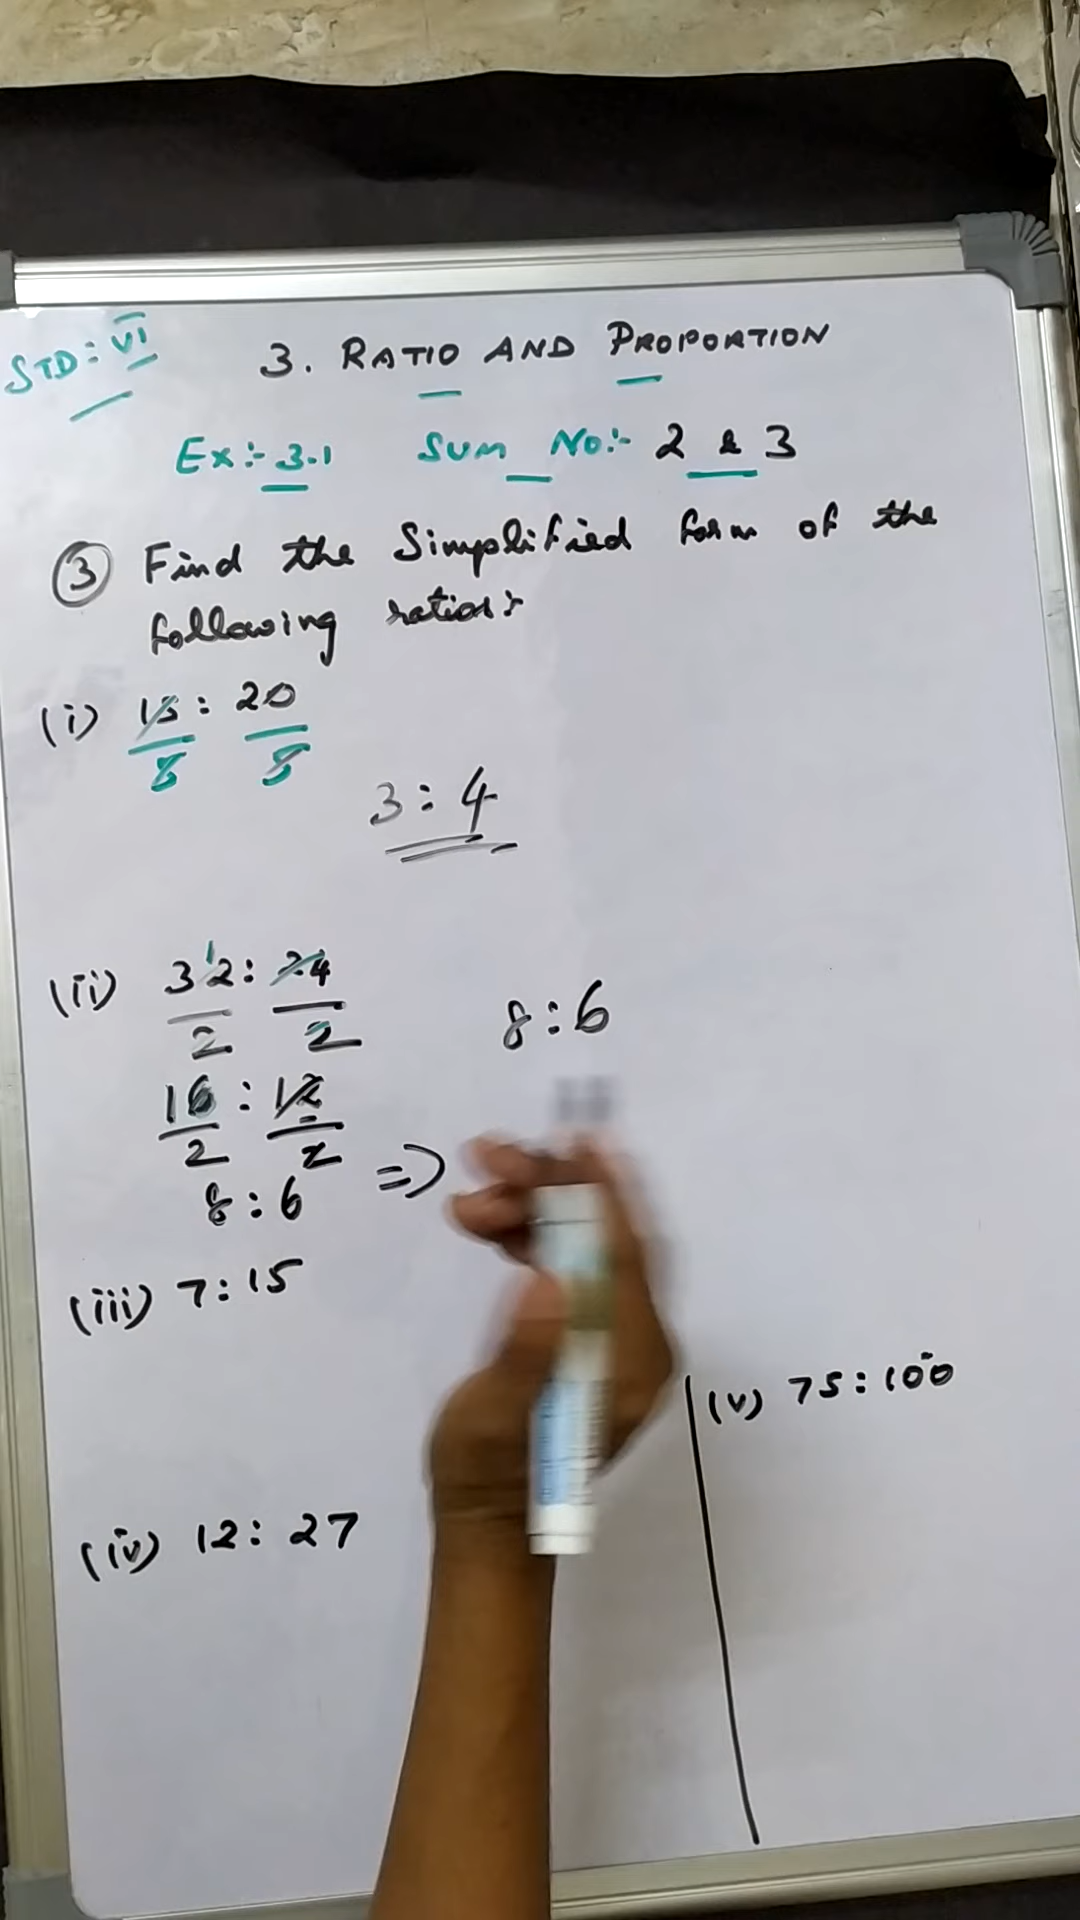 STD: VI
3. RATIO AND PROPORTION
Ex:- 3.1 SUM No:- 2 & 3
3 Find the Simplified form of the
following ratios:-
(i) 15 : 20
5 5
3 : 4
(ii) 32 : 24
2 2
8 : 6
16 : 12
2 2
8 : 6 =>
(iii) 7 : 15
(iv) 12 : 27
(v) 75 : 100